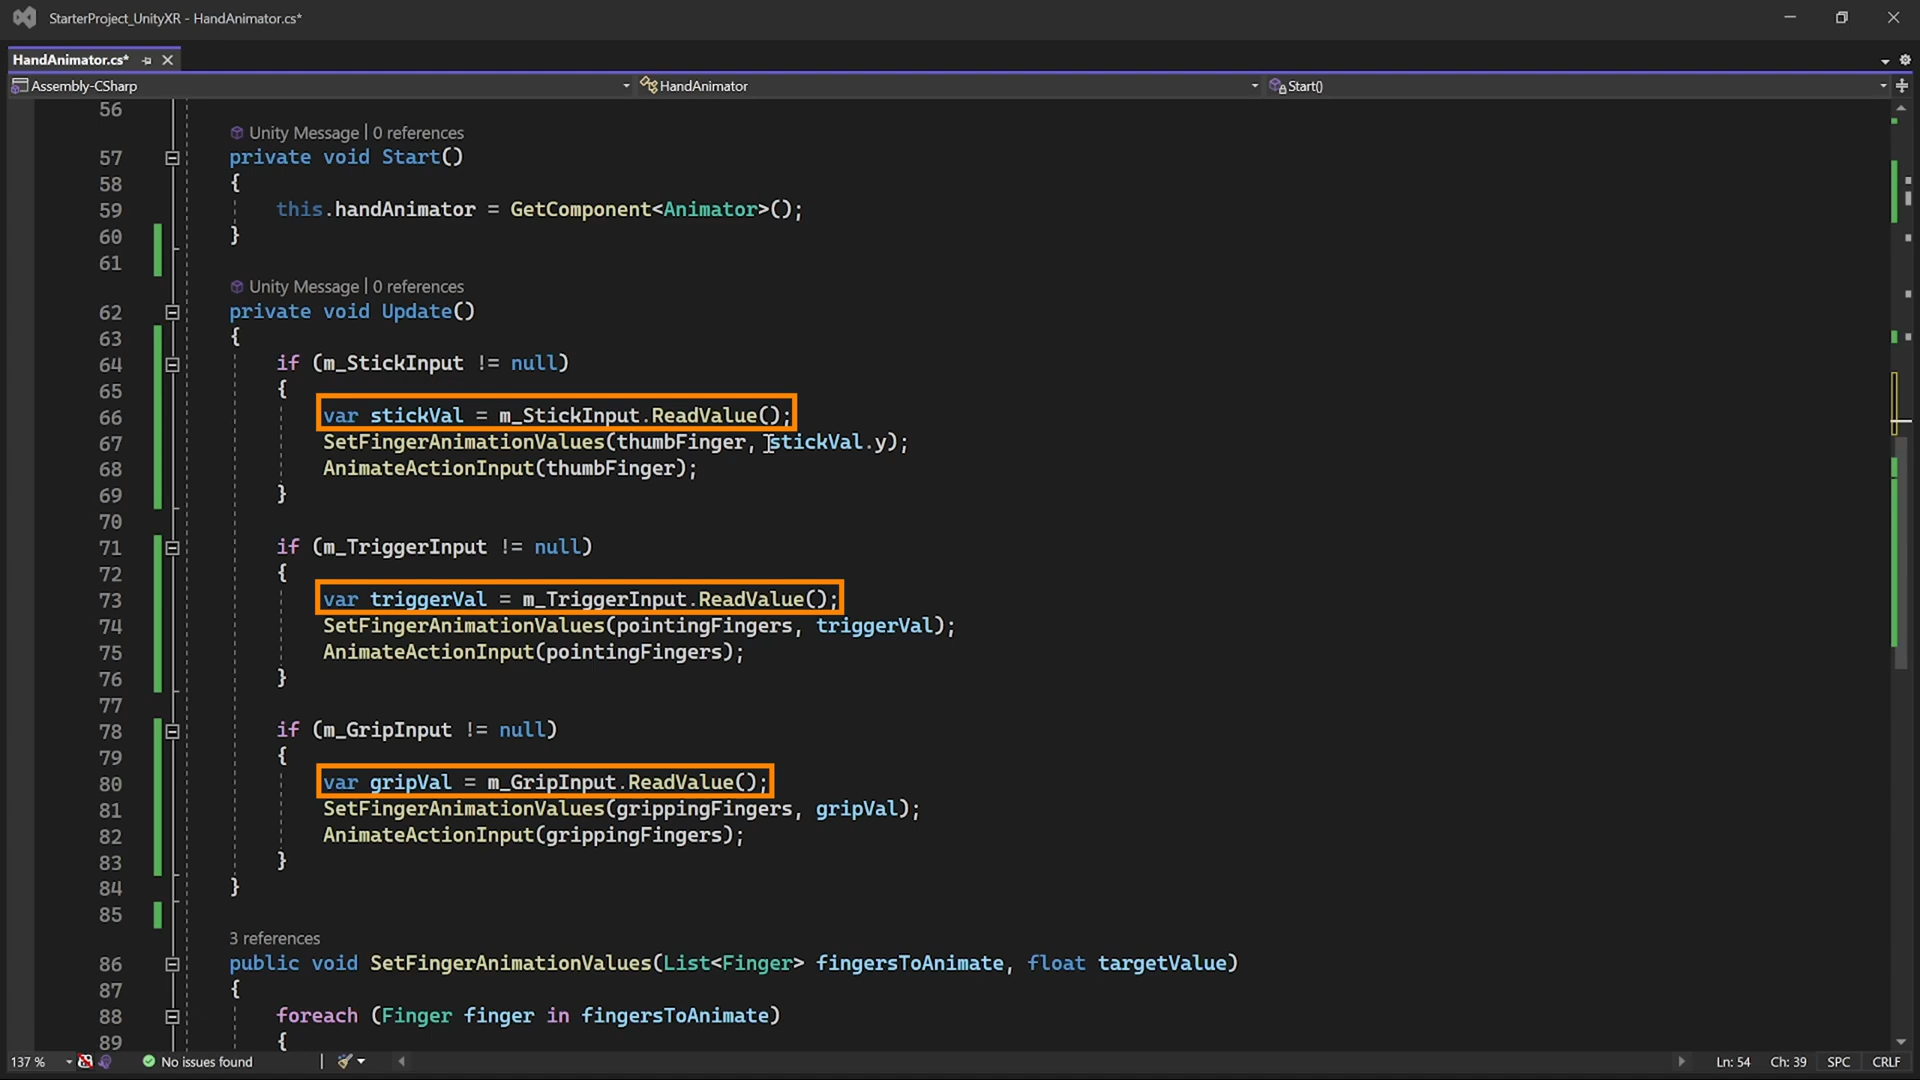 StarterProject_UnityXR - HandAnimator.cs*
HandAnimator.cs*
Assembly-CSharp HandAnimator Start()
56
Unity Message | 0 references
57 private void Start()
58 {
59 this.handAnimator = GetComponent<Animator>();
60 }
61
Unity Message | 0 references
62 private void Update()
63 {
64 if (m_StickInput != null)
65 {
66 var stickVal = m_StickInput.ReadValue();
67 SetFingerAnimationValues(thumbFinger, stickVal.y);
68 AnimateActionInput(thumbFinger);
69 }
70
71 if (m_TriggerInput != null)
72 {
73 var triggerVal = m_TriggerInput.ReadValue();
74 SetFingerAnimationValues(pointingFingers, triggerVal);
75 AnimateActionInput(pointingFingers);
76 }
77
78 if (m_GripInput != null)
79 {
80 var gripVal = m_GripInput.ReadValue();
81 SetFingerAnimationValues(grippingFingers, gripVal);
82 AnimateActionInput(grippingFingers);
83 }
84 }
85
3 references
86 public void SetFingerAnimationValues(List<Finger> fingersToAnimate, float targetValue)
87 {
88 foreach (Finger finger in fingersToAnimate)
89 {
137 % No issues found Ln: 54 Ch: 39 SPC CRLF